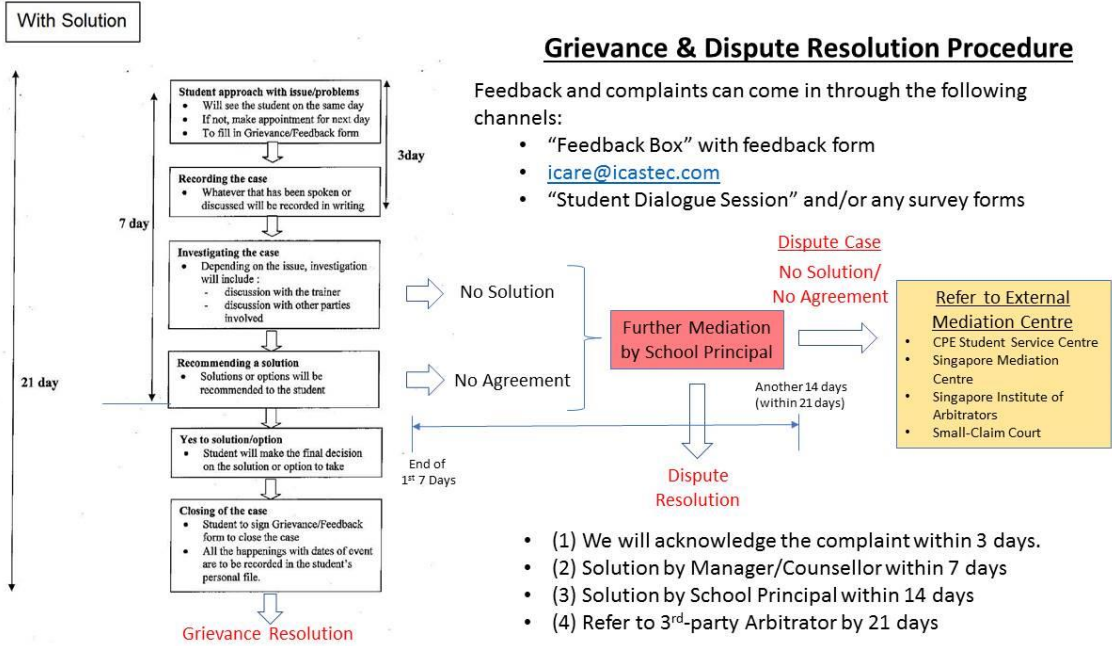 With Solution
Grievance & Dispute Resolution Procedure
Feedback and complaints can come in through the following
channels:
• “Feedback Box” with feedback form
• icare@icastec.com
• “Student Dialogue Session” and/or any survey forms
21 day
7 day
3day
Student approach with issue/problems
• Will see the student on the same day
• If not, make appointment for next day
• To fill in Grievance/Feedback form
Recording the case
• Whatever that has been spoken or
discussed will be recorded in writing
Investigating the case
• Depending on the issue, investigation
will include :
- discussion with the trainer
- discussion with other parties
involved
Recommending a solution
• Solutions or options will be
recommended to the student
Yes to solution/option
• Student will make the final decision
on the solution or option to take
Closing of the case
• Student to sign Grievance/Feedback
form to close the case
• All the happenings with dates of event
are to be recorded in the student's
personal file.
Grievance Resolution
No Solution
No Agreement
End of
1st 7 Days
Further Mediation
by School Principal
Another 14 days
(within 21 days)
Dispute
Resolution
Dispute Case
No Solution/
No Agreement
Refer to External
Mediation Centre
• CPE Student Service Centre
• Singapore Mediation
Centre
• Singapore Institute of
Arbitrators
• Small-Claim Court
• (1) We will acknowledge the complaint within 3 days.
• (2) Solution by Manager/Counsellor within 7 days
• (3) Solution by School Principal within 14 days
• (4) Refer to 3rd-party Arbitrator by 21 days